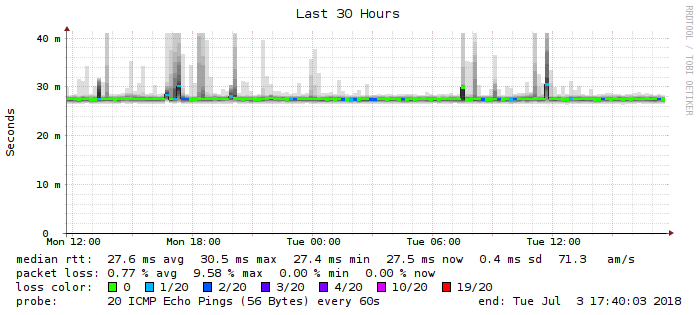 Last 30 Hours
RRDTOOL / TOBI OETIKER
Seconds
40 m
30 m
20 m
10 m
0
Mon 12:00 Mon 18:00 Tue 00:00 Tue 06:00 Tue 12:00
median rtt: 27.6 ms avg 30.5 ms max 27.4 ms min 27.5 ms now 0.4 ms sd 71.3 am/s
packet loss: 0.77 % avg 9.58 % max 0.00 % min 0.00 % now
loss color: 0 1/20 2/20 3/20 4/20 10/20 19/20
probe: 20 ICMP Echo Pings (56 Bytes) every 60s end: Tue Jul 3 17:40:03 2018